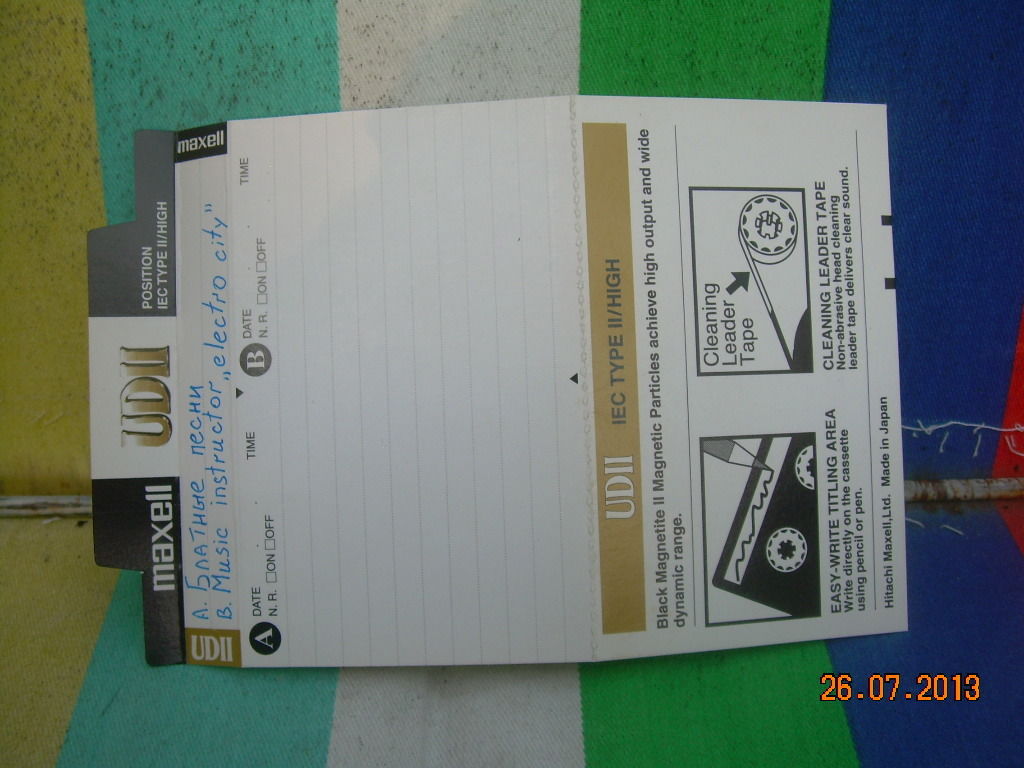 maxell
UDII
POSITION
IEC TYPE II/HIGH
UDII
А. Блатные песни
В. Music instructor „electro city”
maxell
A
DATE
N. R. ☐ON ☐OFF
TIME
B
DATE
N. R. ☐ON ☐OFF
TIME
UDII
IEC TYPE II/HIGH
Black Magnetite II Magnetic Particles achieve high output and wide
dynamic range.
EASY-WRITE TITLING AREA
Write directly on the cassette
using pencil or pen.
Cleaning
Leader
Tape
CLEANING LEADER TAPE
Non-abrasive head cleaning
leader tape delivers clear sound.
Hitachi Maxell,Ltd. Made in Japan
26.07.2013